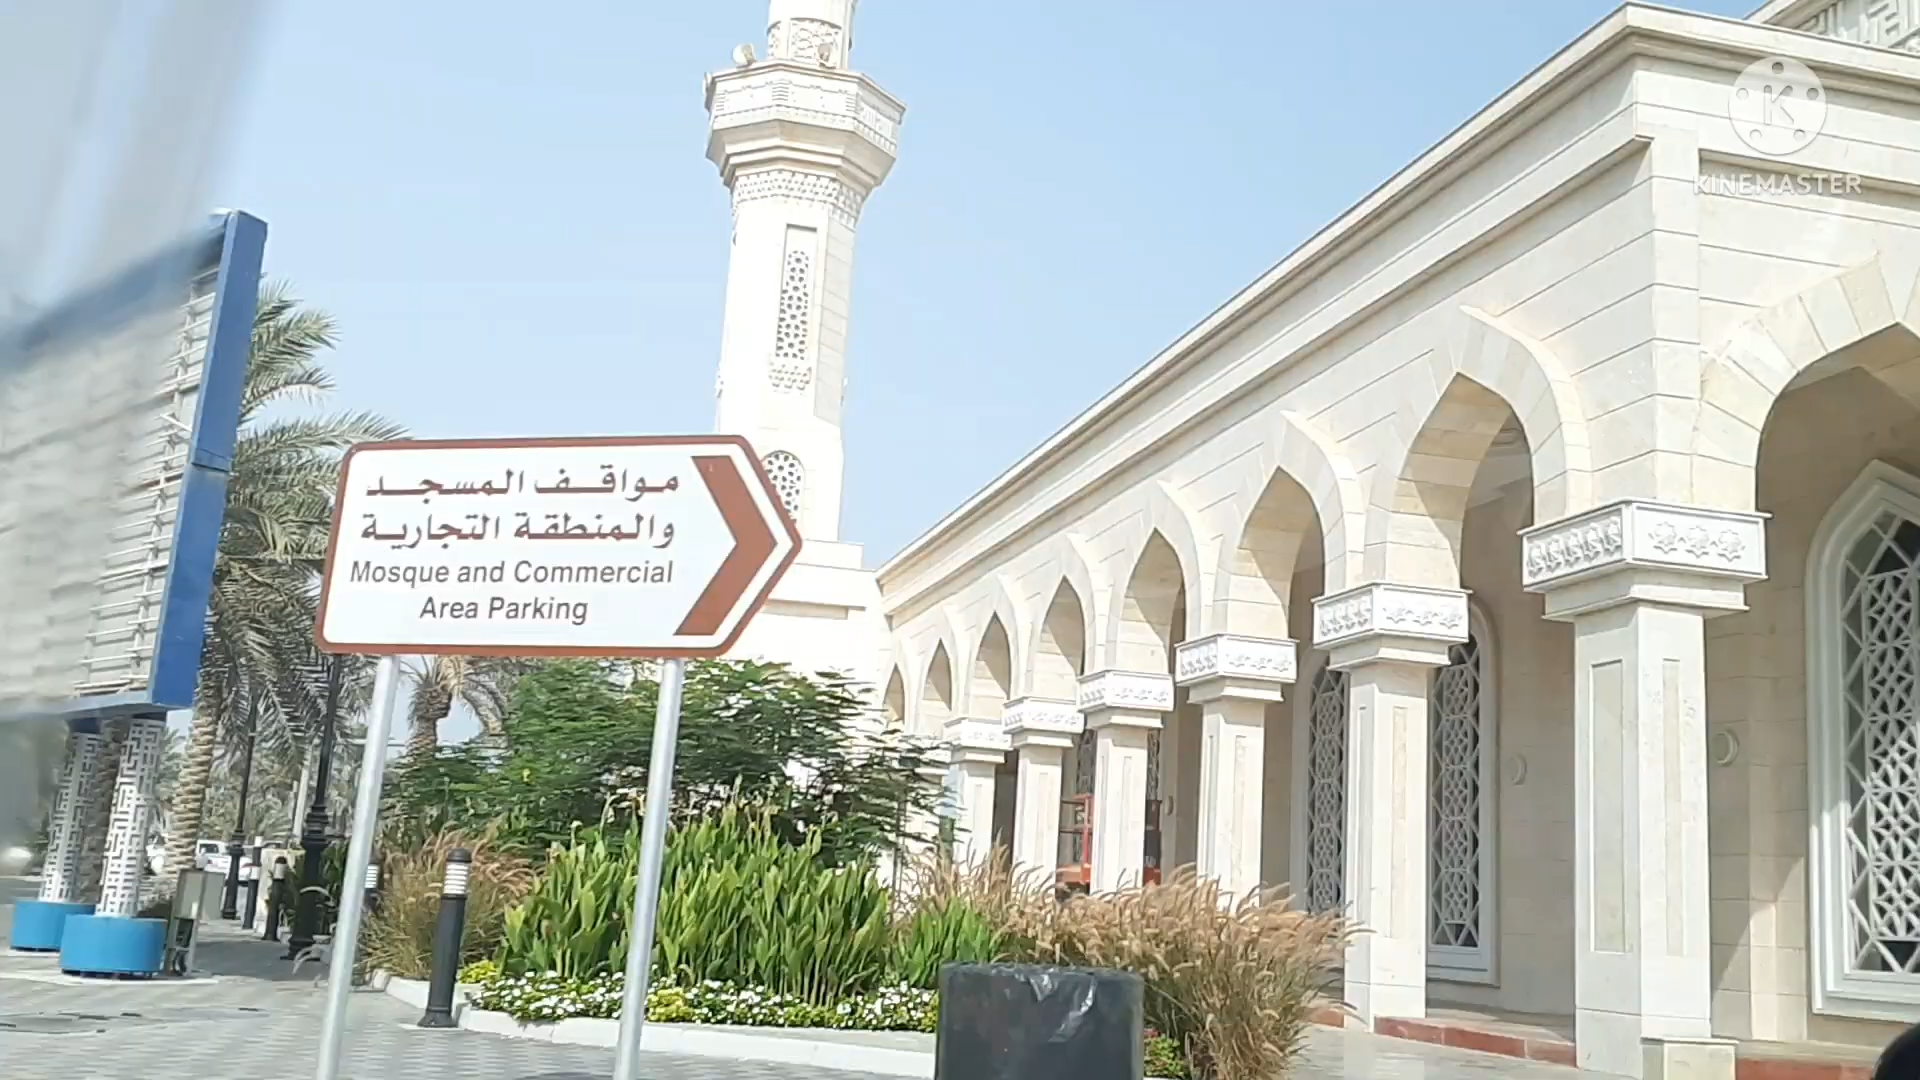 مواقف المسجد
والمنطقة التجارية
Mosque and Commercial
Area Parking
K
KINEMASTER